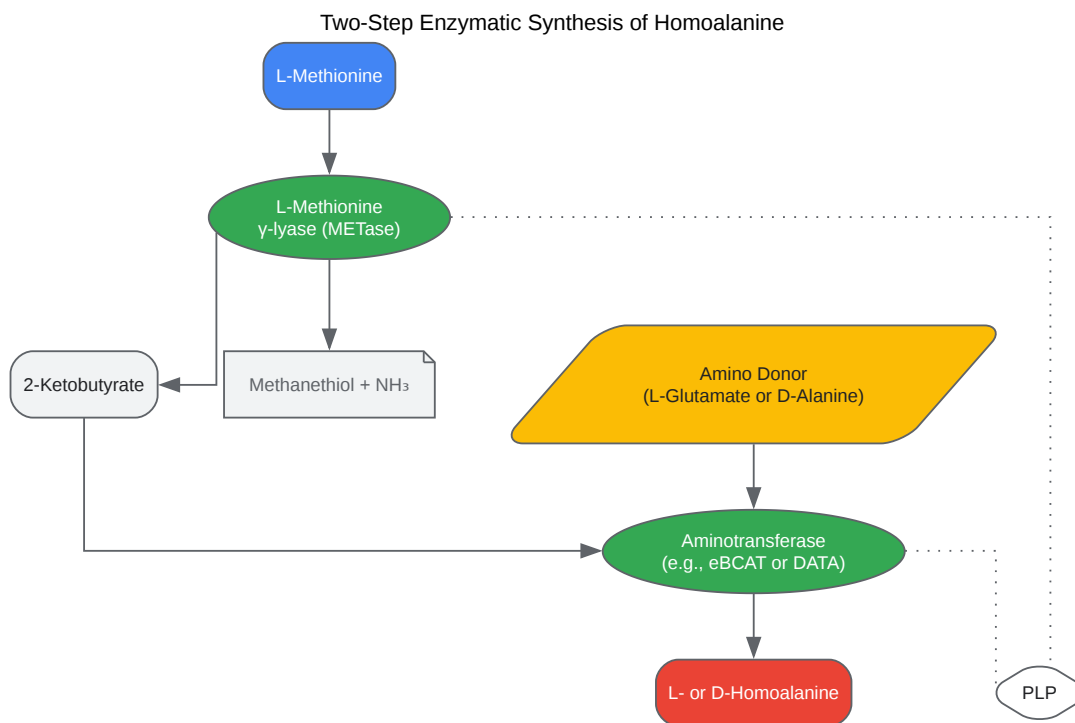 Two-Step Enzymatic Synthesis of Homoalanine
L-Methionine
L-Methionine
γ-lyase (METase)
2-Ketobutyrate
Methanethiol + NH₃
Amino Donor
(L-Glutamate or D-Alanine)
Aminotransferase
(e.g., eBCAT or DATA)
L- or D-Homoalanine
PLP